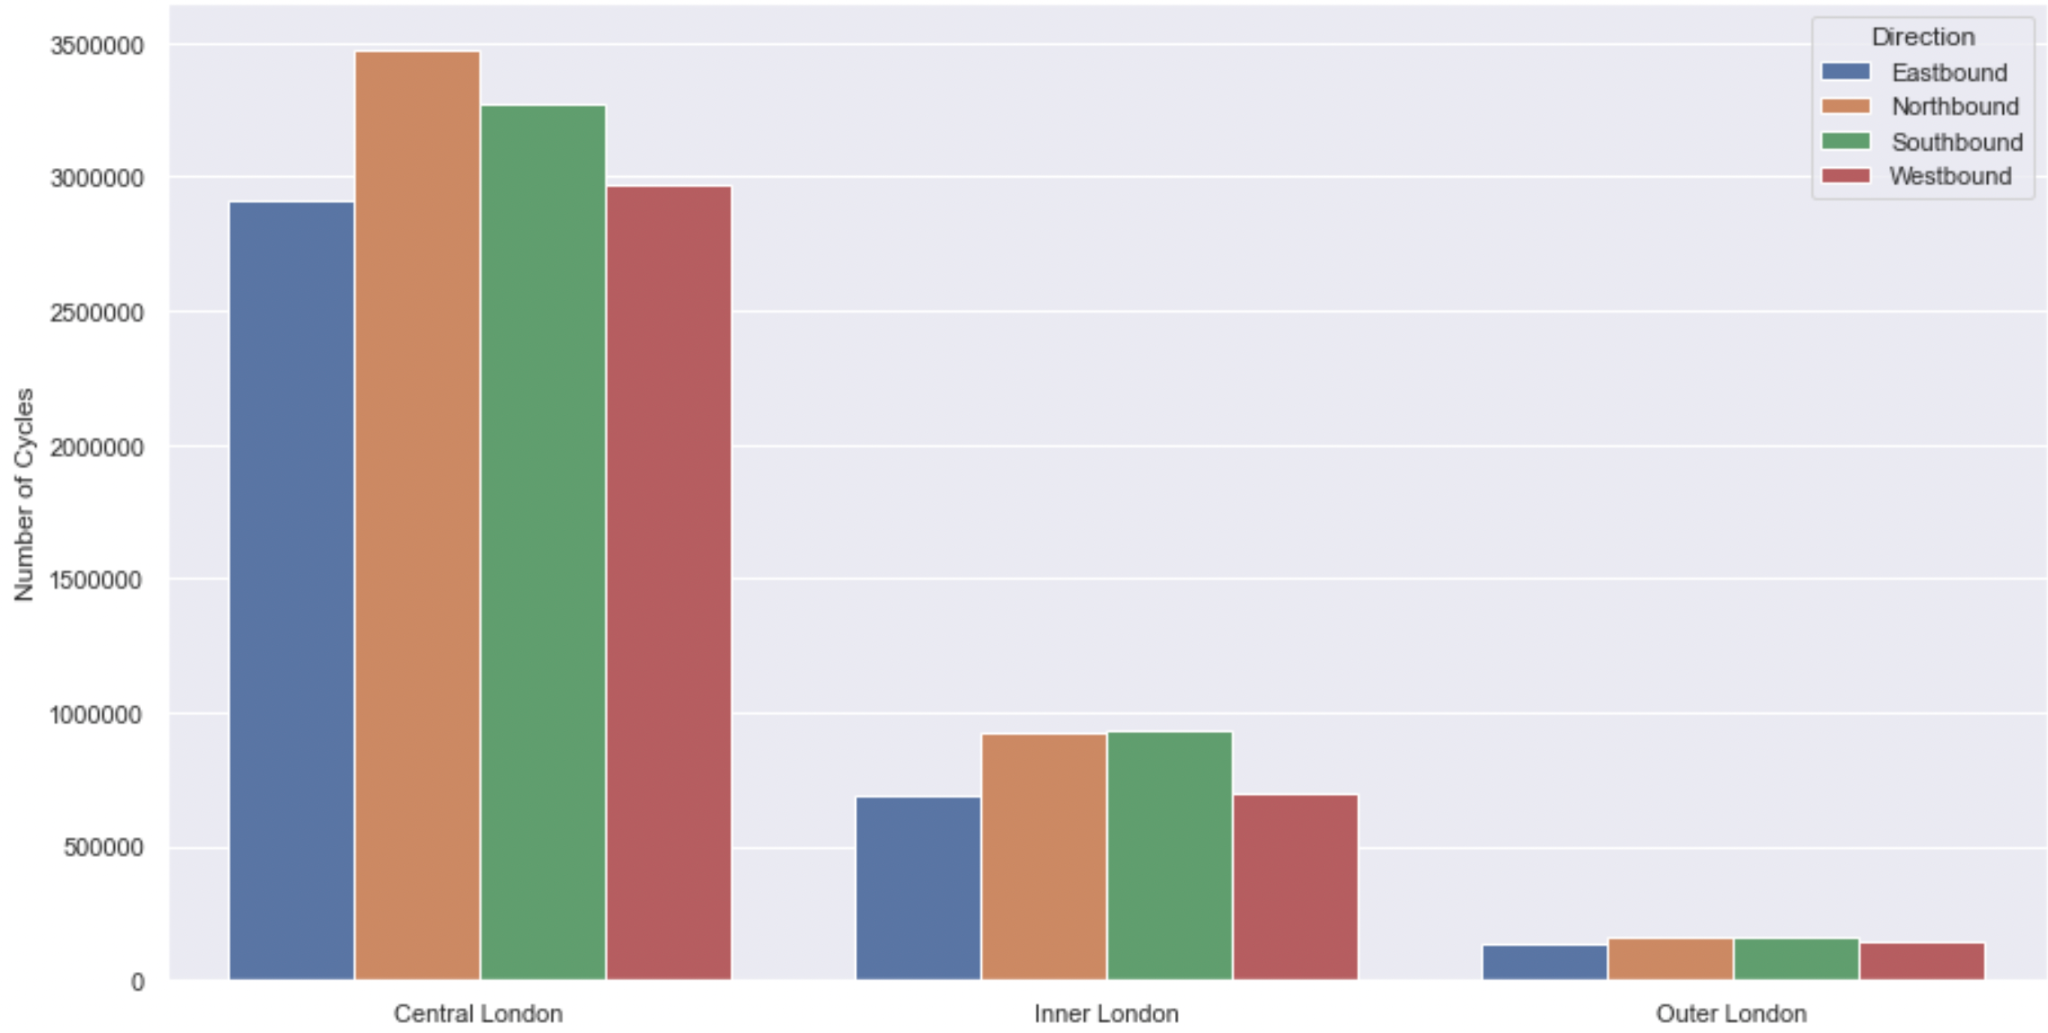 3500000
3000000
2500000
2000000
1500000
1000000
500000
0
Number of Cycles
Central London
Inner London
Outer London
Direction
Eastbound
Northbound
Southbound
Westbound